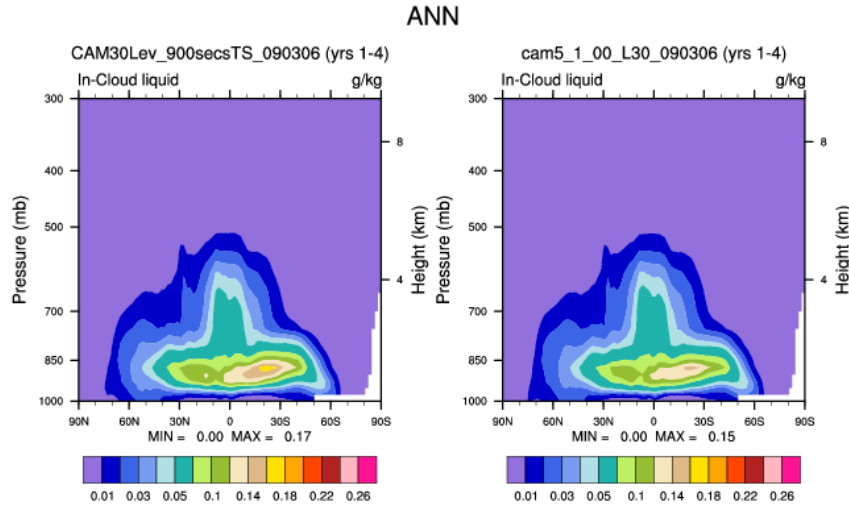 ANN
CAM30Lev_900secsTS_090306 (yrs 1-4)
In-Cloud liquid g/kg
300
400
500
700
850
1000
Pressure (mb)
8
4
Height (km)
90N 60N 30N 0 30S 60S 90S
MIN = 0.00 MAX = 0.17
0.01 0.03 0.05 0.1 0.14 0.18 0.22 0.26
cam5_1_00_L30_090306 (yrs 1-4)
In-Cloud liquid g/kg
300
400
500
700
850
1000
Pressure (mb)
8
4
Height (km)
90N 60N 30N 0 30S 60S 90S
MIN = 0.00 MAX = 0.15
0.01 0.03 0.05 0.1 0.14 0.18 0.22 0.26